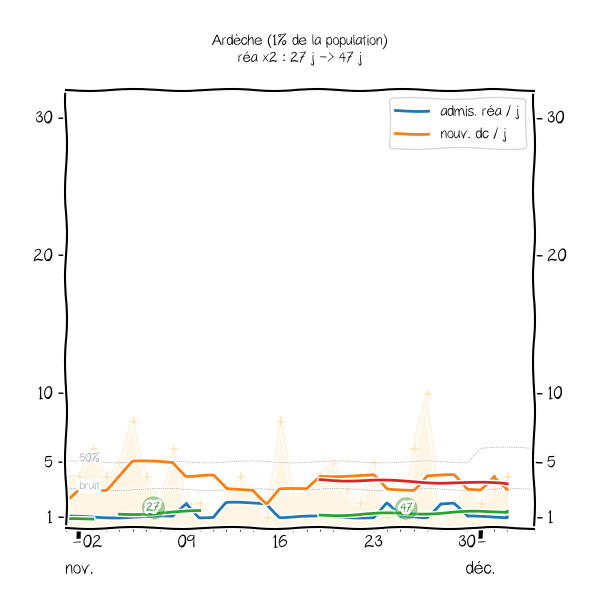 Ardèche (1% de la population)
réa x2 : 27 j -> 47 j
admis. réa / j
nouv. dc / j
30
30
20
20
10
10
50%
5
5
bruit
27
47
1
1
02
09
16
23
30
nov.
déc.